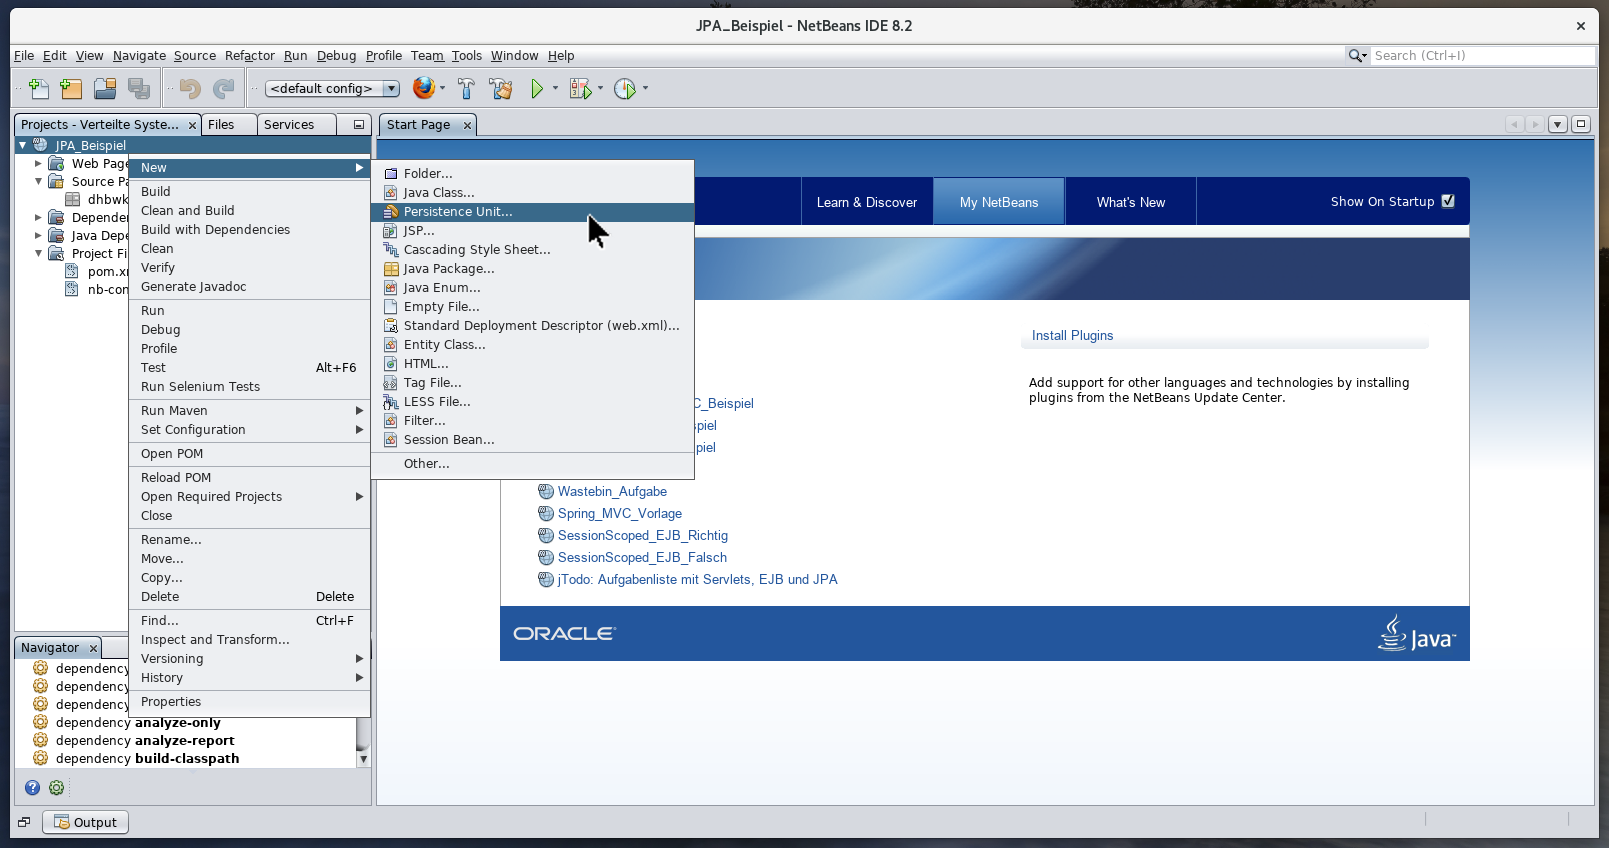 JPA_Beispiel - NetBeans IDE 8.2
File Edit View Navigate Source Refactor Run Debug Profile Team Tools Window Help
Search (Ctrl+I)
<default config>
Projects - Verteilte Syste...
Files
Services
Start Page
JPA_Beispiel
Web Page
Source Pa
dhbwk
Depender
Java Depe
Project Fi
pom.xr
nb-con
New
Build
Clean and Build
Build with Dependencies
Clean
Verify
Generate Javadoc
Run
Debug
Profile
Test Alt+F6
Run Selenium Tests
Run Maven
Set Configuration
Open POM
Reload POM
Open Required Projects
Close
Rename...
Move...
Copy...
Delete Delete
Find... Ctrl+F
Inspect and Transform...
Versioning
History
Properties
Folder...
Java Class...
Persistence Unit...
JSP...
Cascading Style Sheet...
Java Package...
Java Enum...
Empty File...
Standard Deployment Descriptor (web.xml)...
Entity Class...
HTML...
Tag File...
LESS File...
Filter...
Session Bean...
Other...
Learn & Discover
My NetBeans
What's New
Show On Startup
Install Plugins
Add support for other languages and technologies by installing
plugins from the NetBeans Update Center.
C_Beispiel
spiel
piel
Wastebin_Aufgabe
Spring_MVC_Vorlage
SessionScoped_EJB_Richtig
SessionScoped_EJB_Falsch
jTodo: Aufgabenliste mit Servlets, EJB und JPA
ORACLE
Java
Navigator
dependency
dependency
dependency
dependency analyze-only
dependency analyze-report
dependency build-classpath
Output